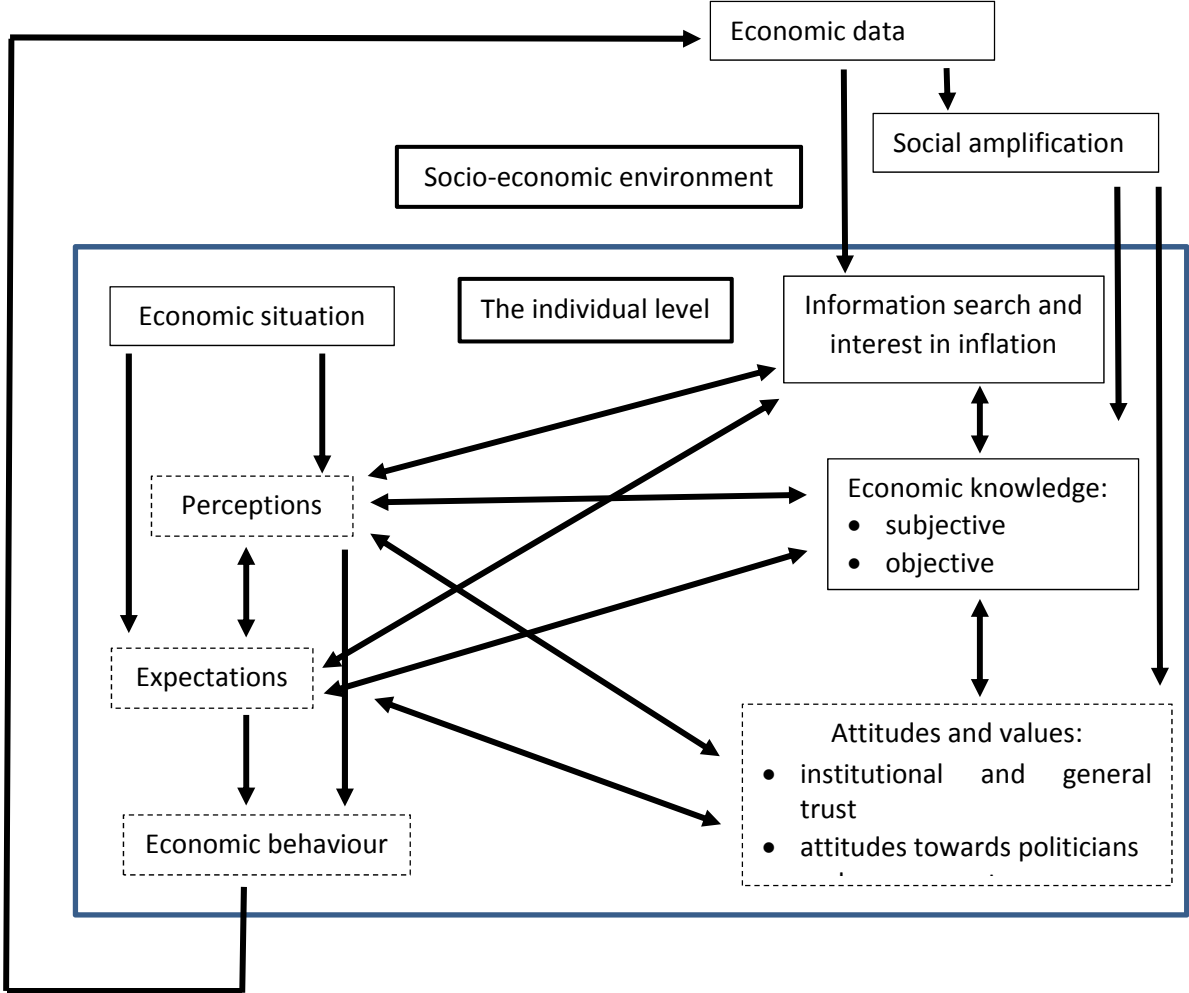 Economic data
Social amplification
Socio-economic environment
The individual level
Economic situation
Information search and
interest in inflation
Perceptions
Economic knowledge:
• subjective
• objective
Expectations
Attitudes and values:
• institutional and general
trust
• attitudes towards politicians
Economic behaviour